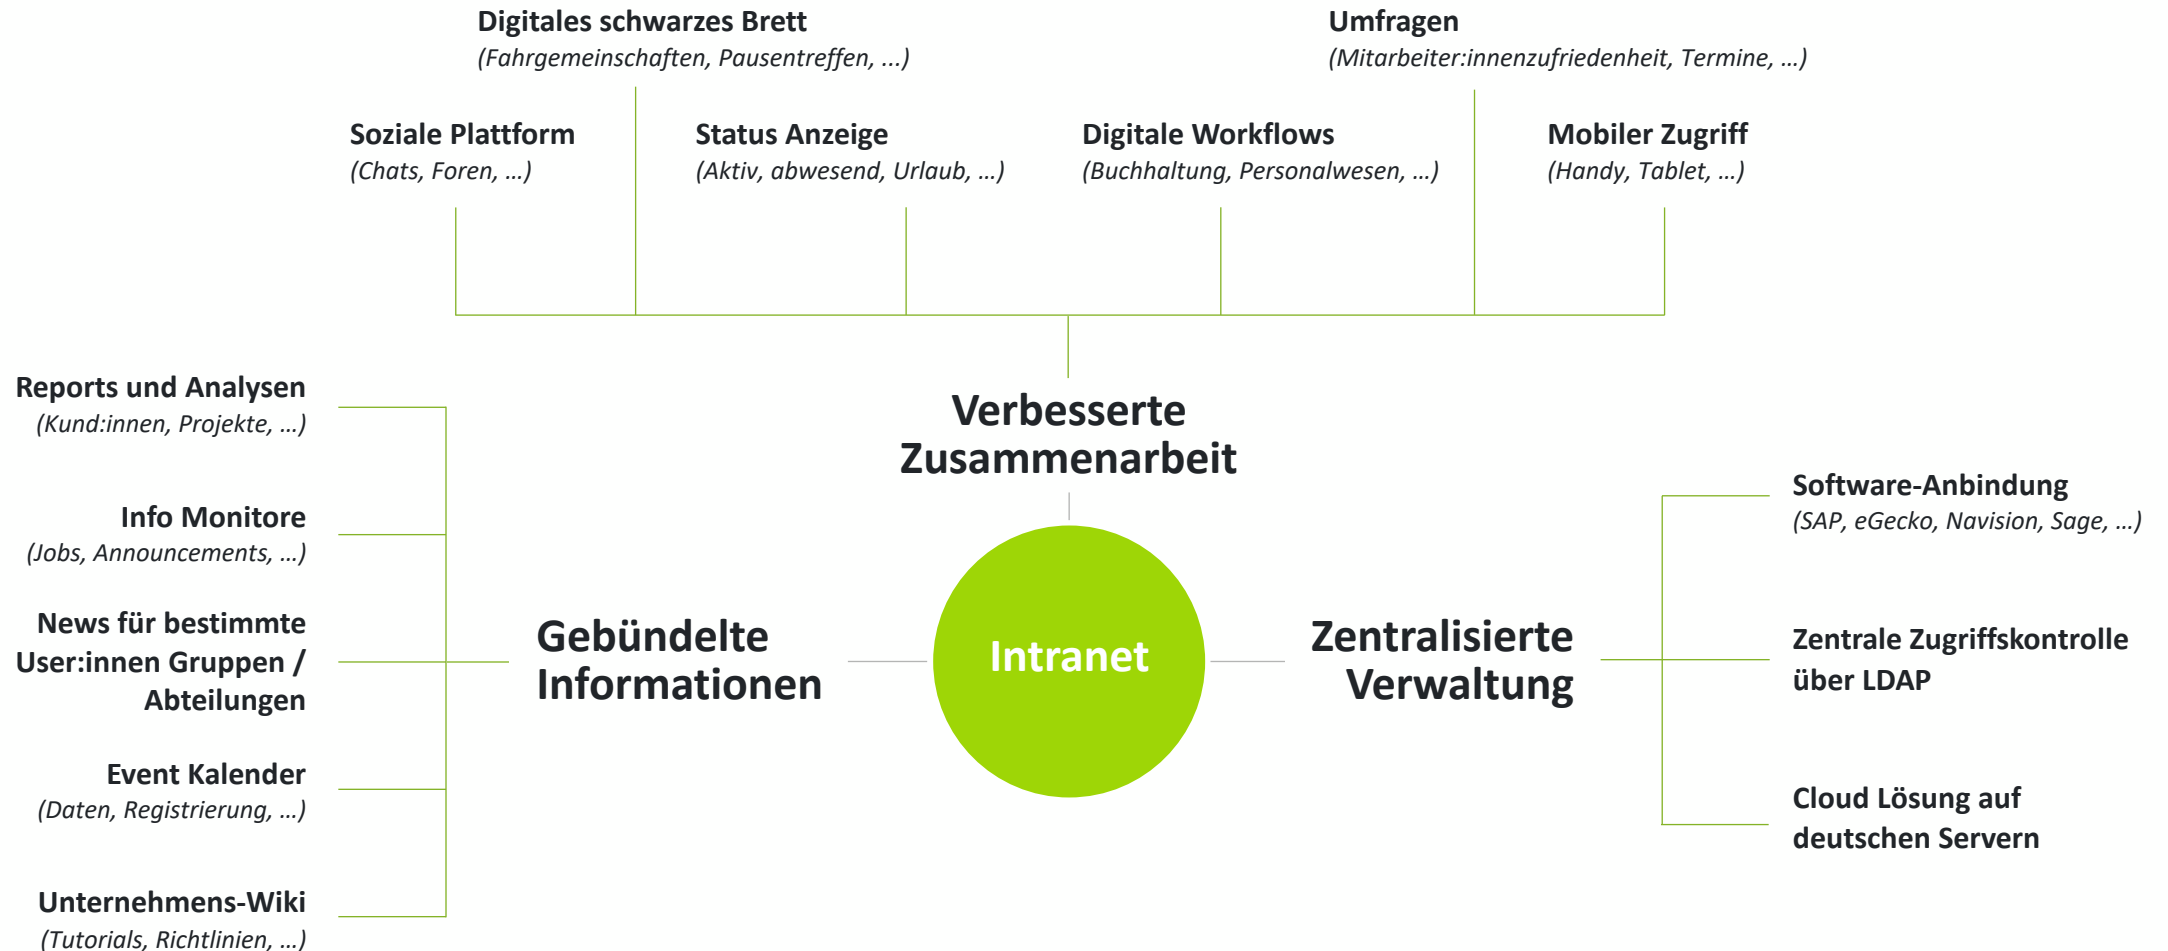 Digitales schwarzes Brett
(Fahrgemeinschaften, Pausentreffen, ...)
Umfragen
(Mitarbeiter:innenzufriedenheit, Termine, …)
Soziale Plattform
(Chats, Foren, …)
Status Anzeige
(Aktiv, abwesend, Urlaub, …)
Digitale Workflows
(Buchhaltung, Personalwesen, …)
Mobiler Zugriff
(Handy, Tablet, …)
Verbesserte
Zusammenarbeit
Reports und Analysen
(Kund:innen, Projekte, …)
Info Monitore
(Jobs, Announcements, …)
News für bestimmte
User:innen Gruppen /
Abteilungen
Event Kalender
(Daten, Registrierung, …)
Unternehmens-Wiki
(Tutorials, Richtlinien, …)
Gebündelte
Informationen
Intranet
Zentralisierte
Verwaltung
Software-Anbindung
(SAP, eGecko, Navision, Sage, …)
Zentrale Zugriffskontrolle
über LDAP
Cloud Lösung auf
deutschen Servern